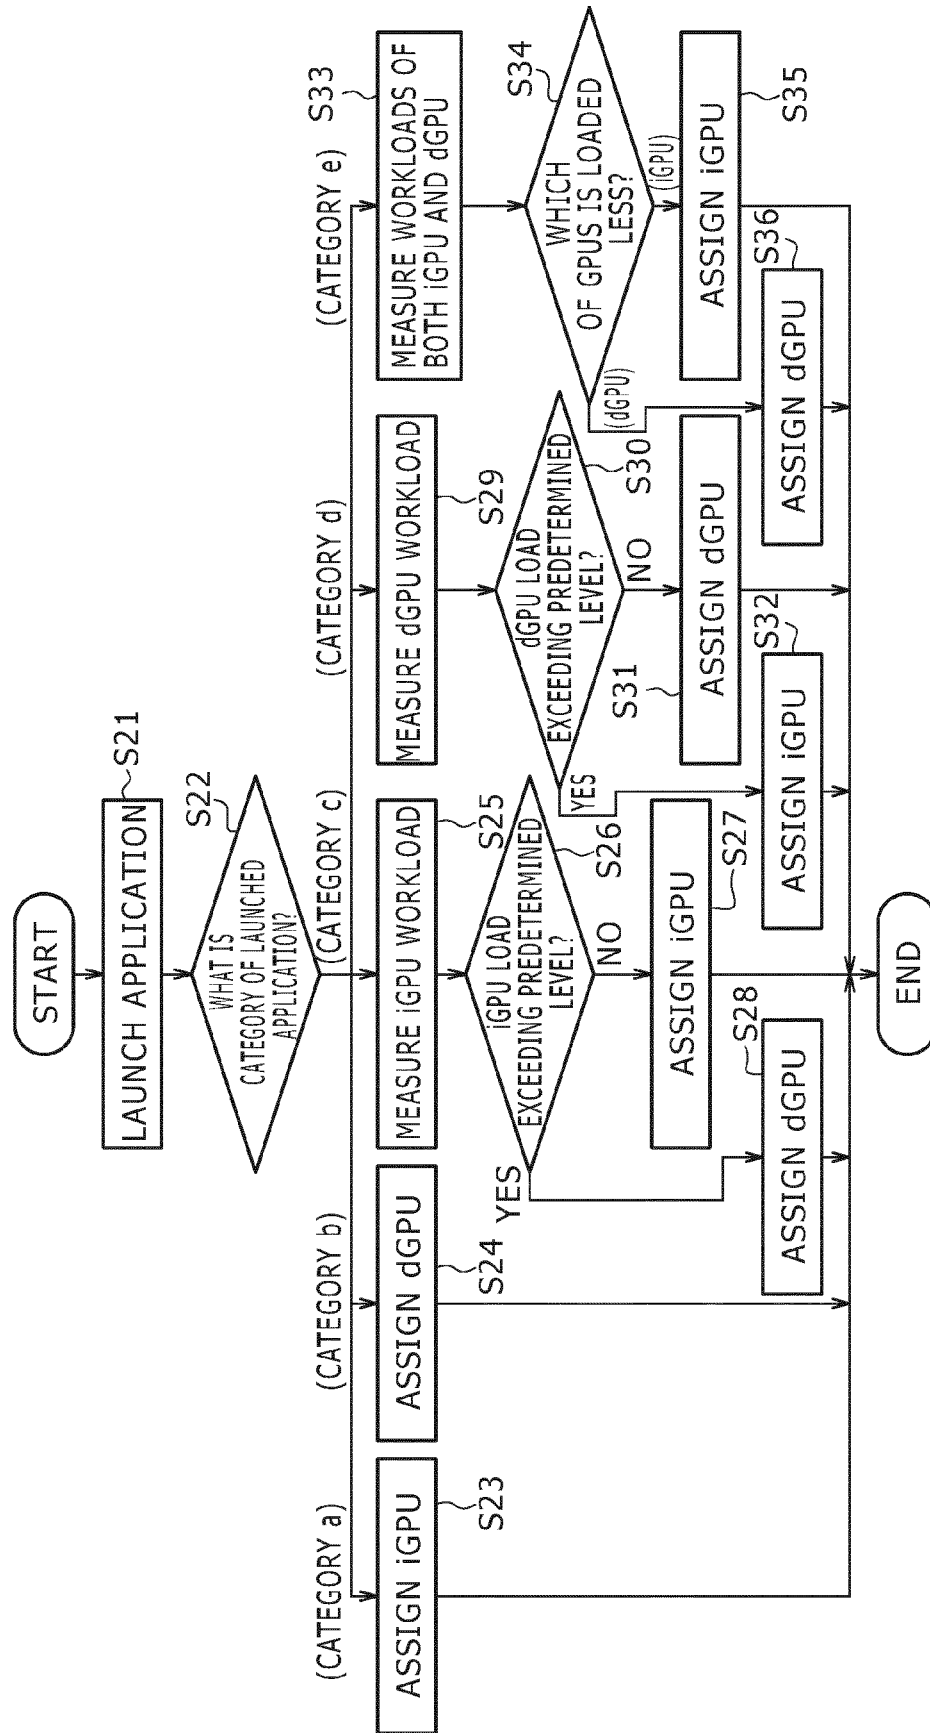 START
LAUNCH APPLICATION
S21
WHAT IS
CATEGORY OF LAUNCHED
APPLICATION?
S22
(CATEGORY a)
ASSIGN iGPU
S23
(CATEGORY b)
ASSIGN dGPU
S24
(CATEGORY c)
MEASURE iGPU WORKLOAD
S25
iGPU LOAD
EXCEEDING PREDETERMINED
LEVEL?
S26
YES
NO
ASSIGN iGPU
S27
ASSIGN dGPU
S28
(CATEGORY d)
MEASURE dGPU WORKLOAD
S29
dGPU LOAD
EXCEEDING PREDETERMINED
LEVEL?
S30
YES
NO
S31
ASSIGN dGPU
ASSIGN iGPU
S32
(CATEGORY e)
MEASURE WORKLOADS OF
BOTH iGPU AND dGPU
S33
WHICH
OF GPUS IS LOADED
LESS?
S34
(dGPU)
(iGPU)
ASSIGN iGPU
S35
ASSIGN dGPU
S36
END